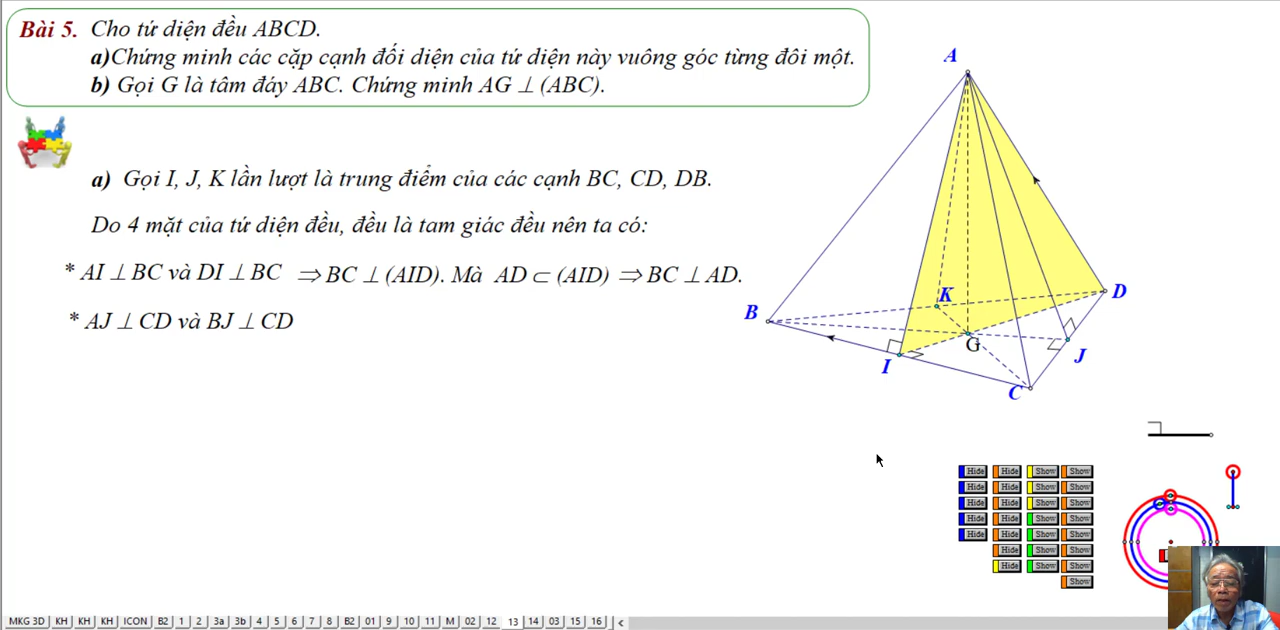 Bài 5. Cho tứ diện đều ABCD.
a)Chứng minh các cặp cạnh đối diện của tứ diện này vuông góc từng đôi một.
b) Gọi G là tâm đáy ABC. Chứng minh AG ⊥ (ABC).
a) Gọi I, J, K lần lượt là trung điểm của các cạnh BC, CD, DB.
Do 4 mặt của tứ diện đều, đều là tam giác đều nên ta có:
* AI ⊥ BC và DI ⊥ BC ⇒ BC ⊥ (AID). Mà AD ⊂ (AID) ⇒ BC ⊥ AD.
* AJ ⊥ CD và BJ ⊥ CD
A
K
D
B
G
J
I
C
Hide Hide Show Show
Hide Hide Show Show
Hide Hide Show Show
Hide Hide Show Show
Hide Hide Show Show
Hide Show Show
Hide Show Show
Show
MKG 3D KH KH KH ICON B2 1 2 3a 3b 4 5 6 7 8 B2 01 9 10 11 M 02 12 13 14 03 15 16 <